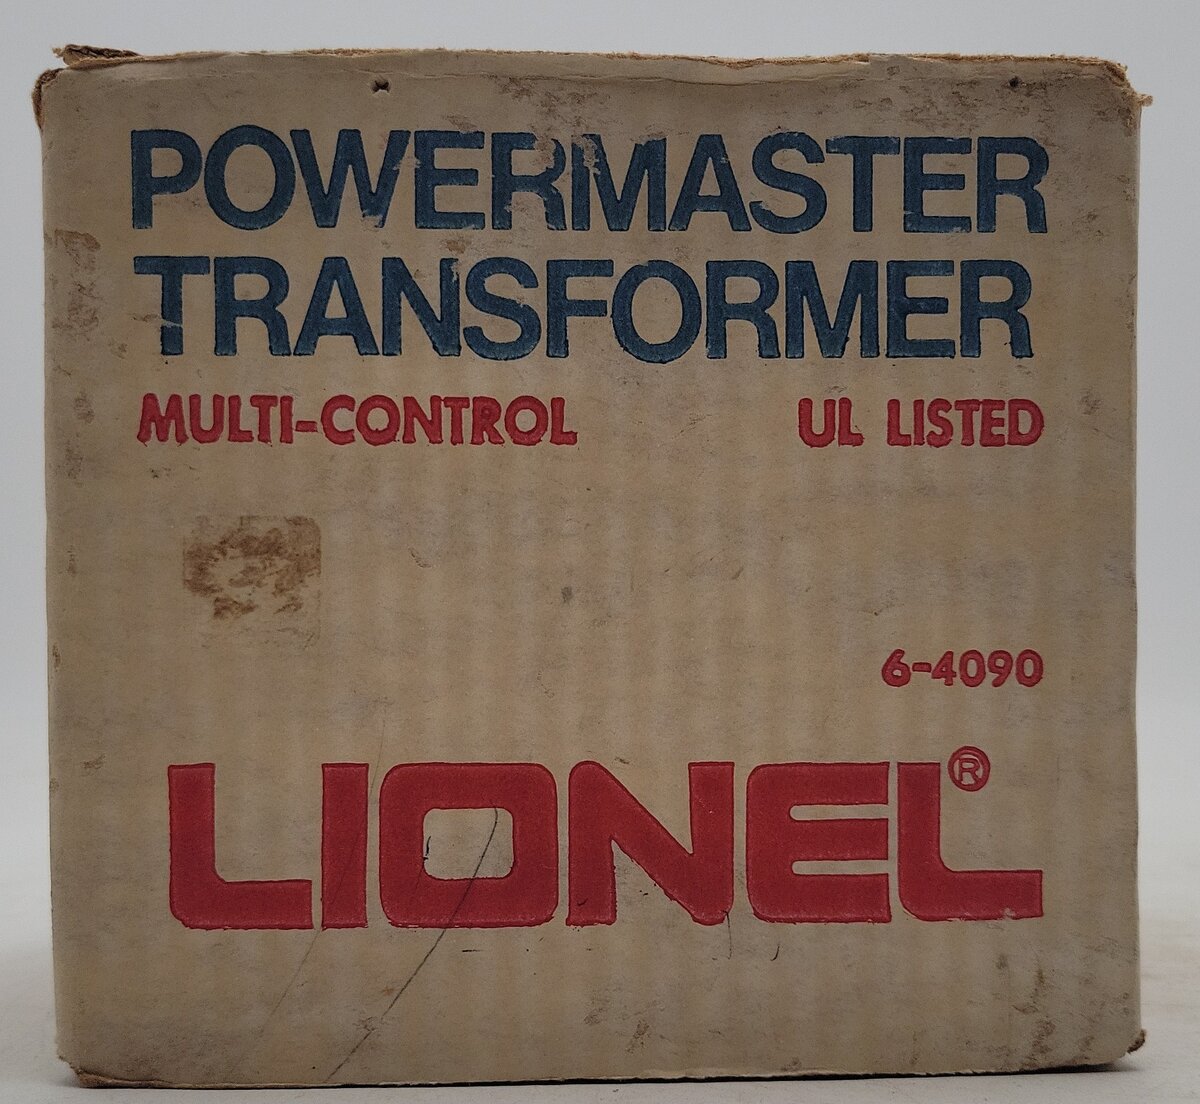 POWERMASTER
TRANSFORMER
MULTI-CONTROL UL LISTED
6-4090
LIONEL®